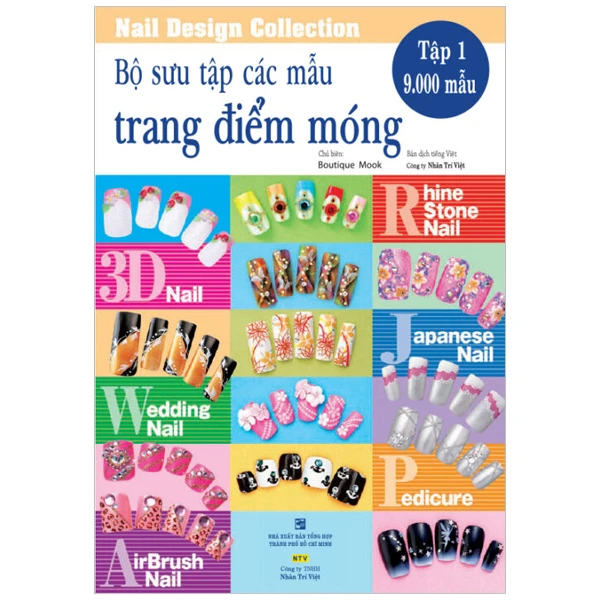 Nail Design Collection
Tập 1
9.000 mẫu
Bộ sưu tập các mẫu
trang điểm móng
Chủ biên:
Boutique Mook
Bản dịch tiếng Việt
Công ty Nhân Trí Việt
Rhine
Stone
Nail
3D Nail
Japanese
Nail
Wedding
Nail
Pedicure
AirBrush
Nail
NHÀ XUẤT BẢN TỔNG HỢP
THÀNH PHỐ HỒ CHÍ MINH
NTV
Công ty TNHH
Nhân Trí Việt